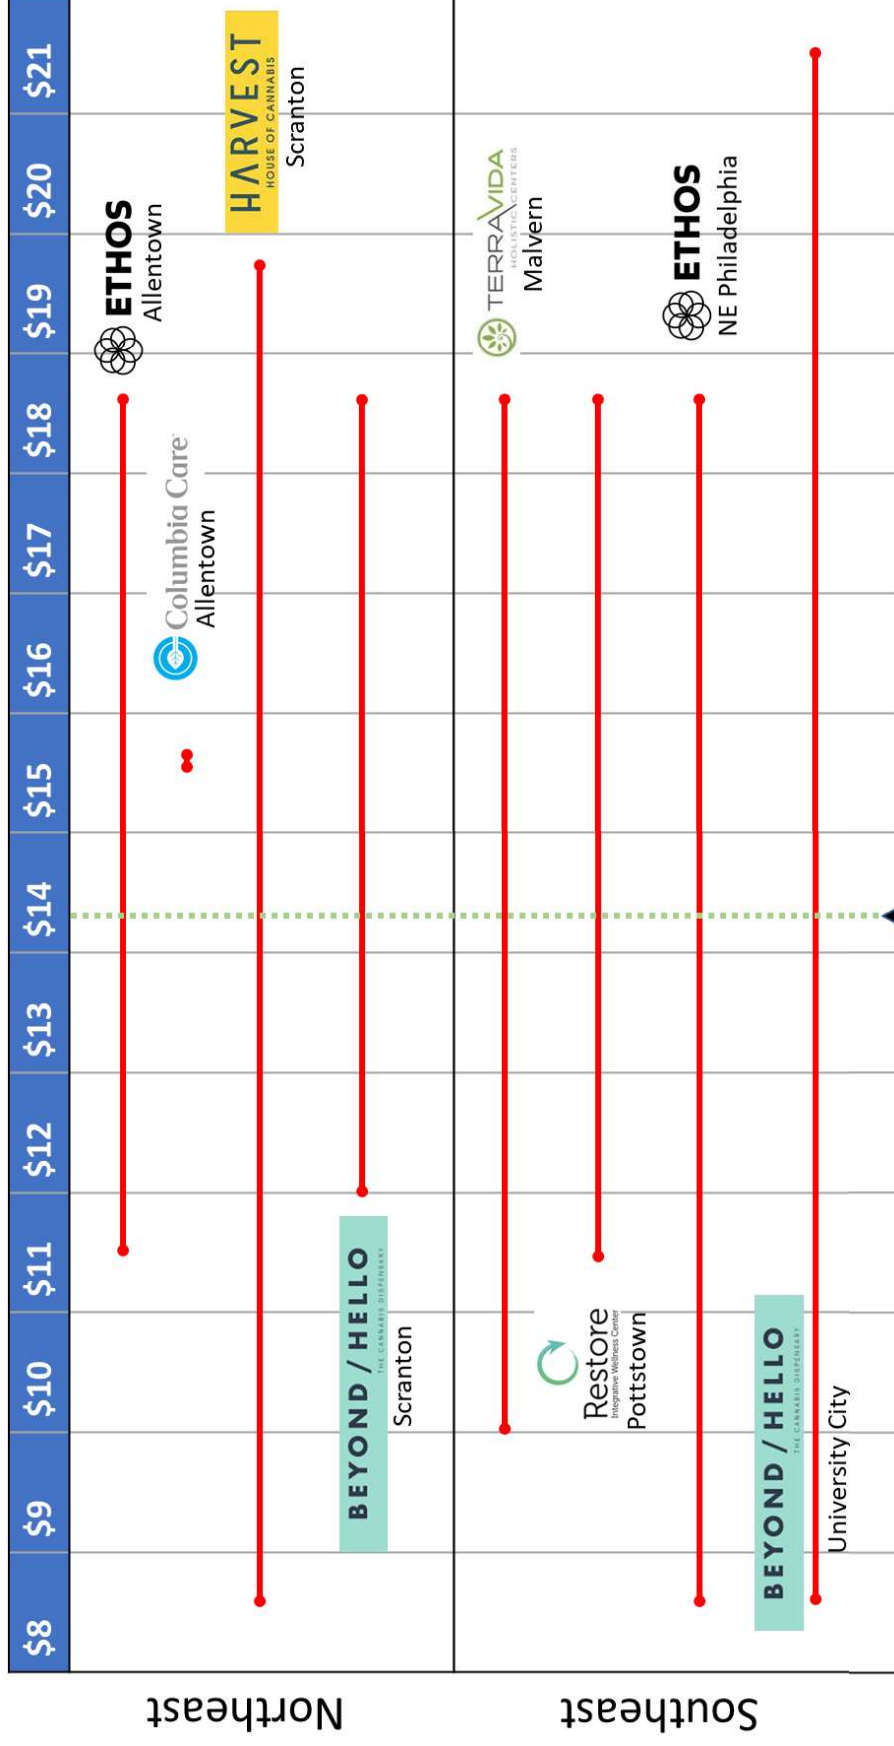 $8 $9 $10 $11 $12 $13 $14 $15 $16 $17 $18 $19 $20 $21
Northeast
ETHOS
Allentown
Columbia Care
Allentown
HARVEST
HOUSE OF CANNABIS
Scranton
BEYOND / HELLO
THE CANNABIS DISPENSARY
Scranton
Southeast
TERRAVIDA
HOLISTIC CENTERS
Malvern
Restore
Integrative Wellness Center
Pottstown
ETHOS
NE Philadelphia
BEYOND / HELLO
THE CANNABIS DISPENSARY
University City